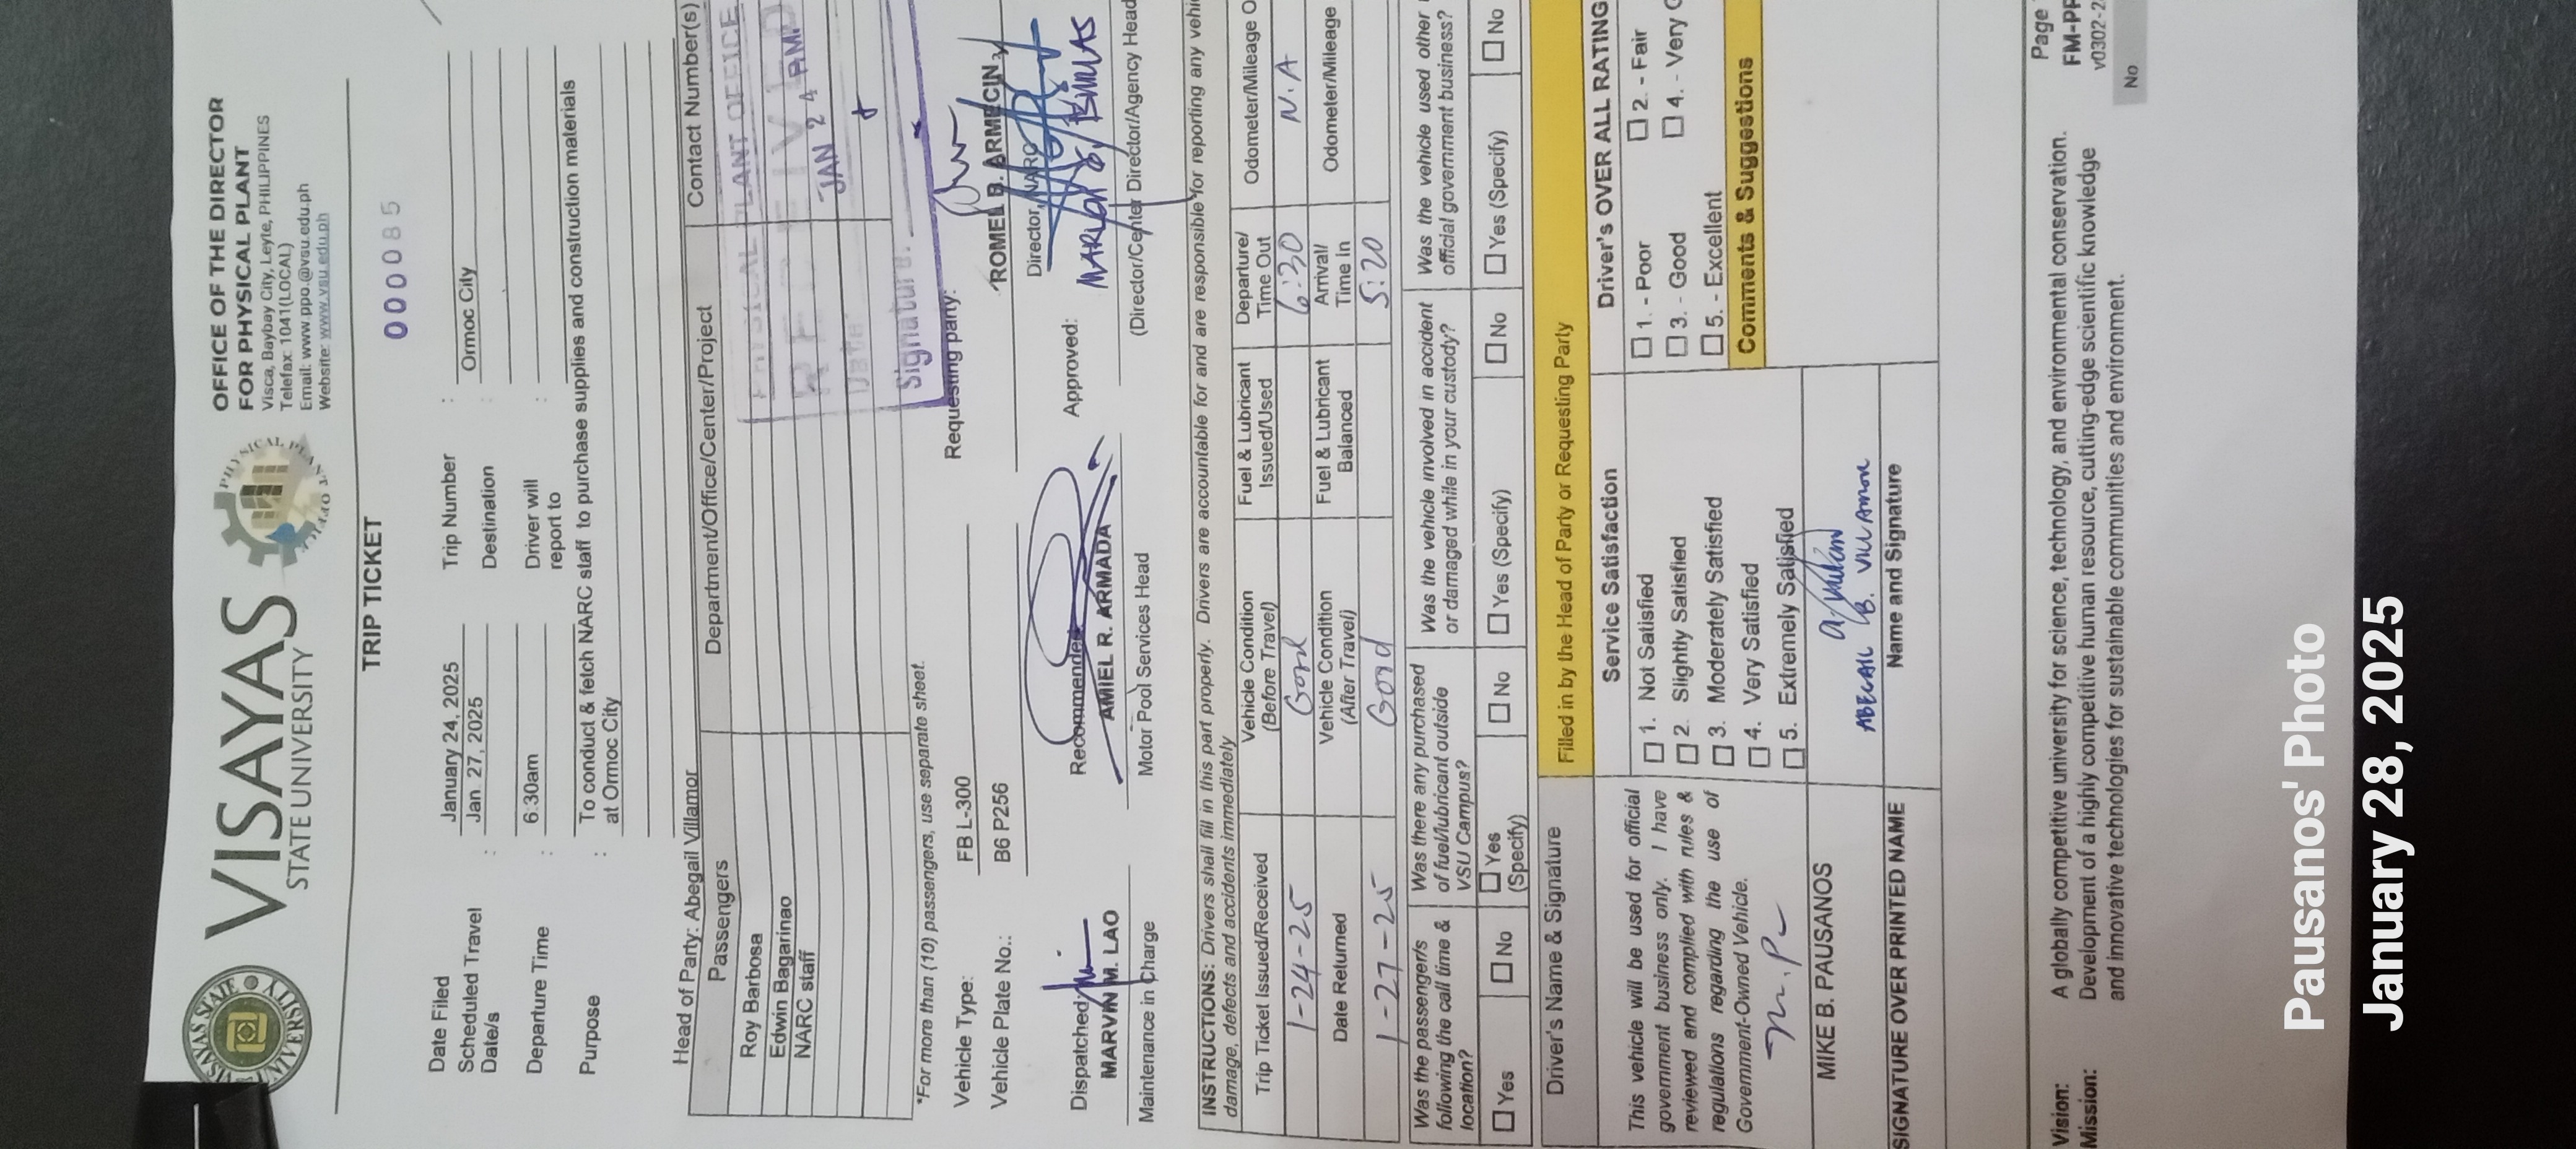 VISAYAS
STATE UNIVERSITY
OFFICE OF THE DIRECTOR
FOR PHYSICAL PLANT
Visca, Baybay City, Leyte, PHILIPPINES
Telefax: 1041(LOCAL)
Email: www.ppo.@vsu.edu.ph
Website: www.vsu.edu.ph
TRIP TICKET
000085
Date Filed January 24, 2025 Trip Number :
Scheduled Travel Date/s : Jan. 27, 2025 Destination : Ormoc City
Departure Time : 6:30am Driver will report to :
Purpose : To conduct & fetch NARC staff to purchase supplies and construction materials
at Ormoc City
Head of Party: Abegail Villamor
Passengers Department/Office/Center/Project Contact Number(s)
Roy Barbosa
Edwin Bagarinao
NARC staff
PHYSICAL PLANT OFFICE
RECEIVED
Date JAN 24
Signature:
*For more than (10) passengers, use separate sheet.
Vehicle Type: FB L-300
Requesting party:
Vehicle Plate No.: B6 P256
ROMEL B. ARMECIN
Director, NARC
Dispatched: Recommended: Approved:
MARVIN M. LAO AMIEL R. ARMADA
Maintenance in Charge Motor Pool Services Head (Director/Center Director/Agency Head
INSTRUCTIONS: Drivers shall fill in this part properly. Drivers are accountable for and are responsible for reporting any vehi
damage, defects and accidents immediately
Trip Ticket Issued/Received Vehicle Condition (Before Travel) Fuel & Lubricant Issued/Used Departure/ Time Out Odometer/Mileage O
1-24-25 Good 6:30 N.A
Date Returned Vehicle Condition (After Travel) Fuel & Lubricant Balanced Arrival/ Time In Odometer/Mileage
1-27-25 Good 5:20
Was the passenger/s following the call time & location? Was there any purchased of fuel/lubricant outside VSU Campus? Was the vehicle involved in accident or damaged while in your custody? Was the vehicle used other official government business?
Yes No Yes (Specify) No Yes (Specify) No Yes (Specify) No
Driver's Name & Signature Filled in by the Head of Party or Requesting Party
Service Satisfaction Driver's OVER ALL RATING
This vehicle will be used for official
government business only. I have
reviewed and complied with rules &
regulations regarding the use of
Government-Owned Vehicle.
M.P
MIKE B. PAUSANOS
SIGNATURE OVER PRINTED NAME
1. Not Satisfied
2. Slightly Satisfied
3. Moderately Satisfied
4. Very Satisfied
5. Extremely Satisfied
ABEGAIL B. VILLAMOR
Name and Signature
1. - Poor 2. - Fair
3. - Good 4. - Very G
5. - Excellent
Comments & Suggestions
Vision: A globally competitive university for science, technology, and environmental conservation.
Mission: Development of a highly competitive human resource, cutting-edge scientific knowledge
and innovative technologies for sustainable communities and environment.
Page
FM-PP
v0302-2
No
Pausanos' Photo
January 28, 2025